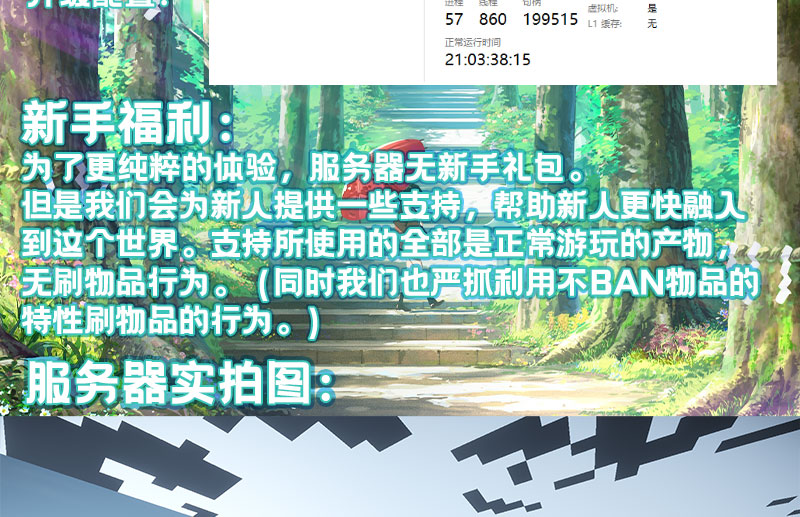 升级配置：
进程 线程 句柄
57 860 199515
虚拟机: 是
L1 缓存: 无
正常运行时间
21:03:38:15
新手福利：
为了更纯粹的体验，服务器无新手礼包。
但是我们会为新人提供一些支持，帮助新人更快融入
到这个世界。支持所使用的全部是正常游玩的产物，
无刷物品行为。（同时我们也严抓利用不BAN物品的
特性刷物品的行为。)
服务器实拍图：